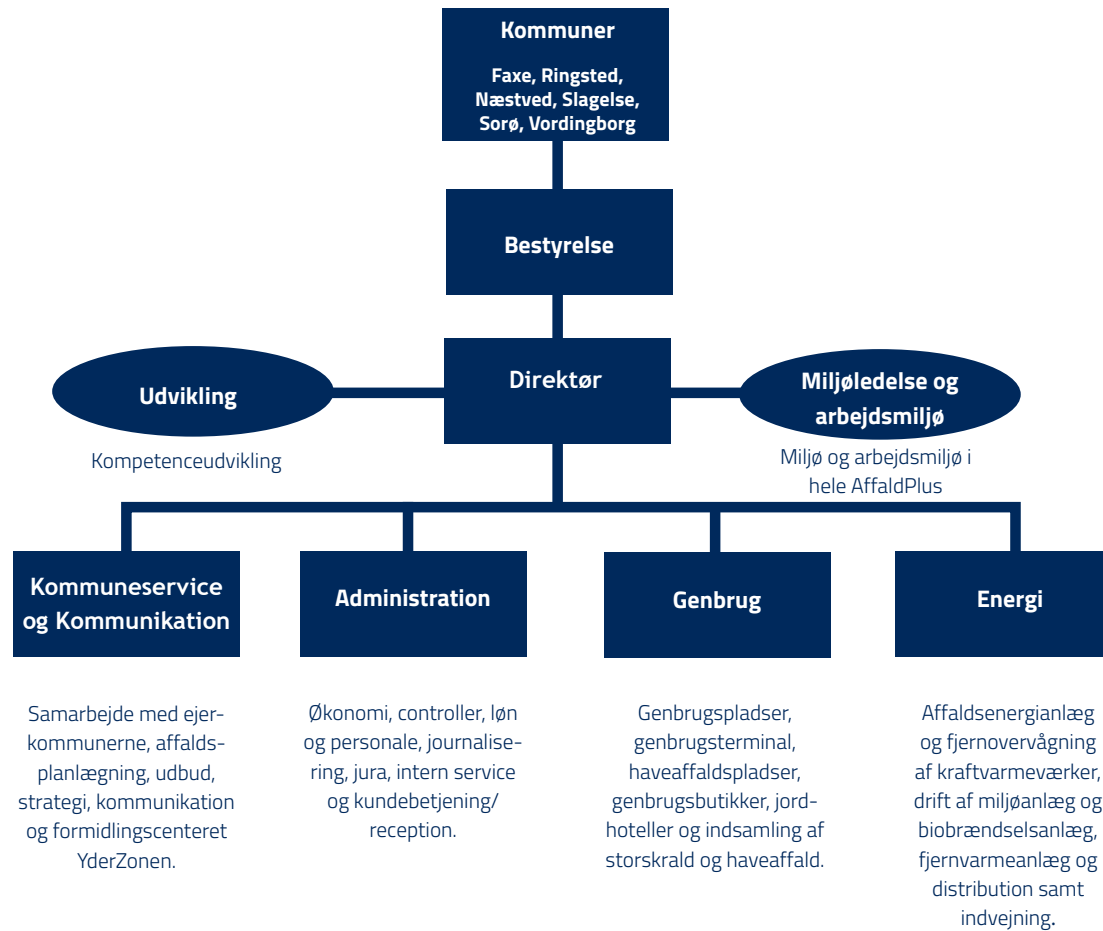 Kommuner
Faxe, Ringsted,
Næstved, Slagelse,
Sorø, Vordingborg
Bestyrelse
Direktør
Udvikling
Kompetenceudvikling
Miljøledelse og
arbejdsmiljø
Miljø og arbejdsmiljø i
hele AffaldPlus
Kommuneservice
og Kommunikation
Samarbejde med ejer-
kommunerne, affalds-
planlægning, udbud,
strategi, kommunikation
og formidlingscenteret
YderZonen.
Administration
Økonomi, controller, løn
og personale, journalise-
ring, jura, intern service
og kundebetjening/
reception.
Genbrug
Genbrugspladser,
genbrugsterminal,
haveaffaldspladser,
genbrugsbutikker, jord-
hoteller og indsamling af
storskrald og haveaffald.
Energi
Affaldsenergianlæg
og fjernovervågning
af kraftvarmeværker,
drift af miljøanlæg og
biobrændselsanlæg,
fjernvarmeanlæg og
distribution samt
indvejning.